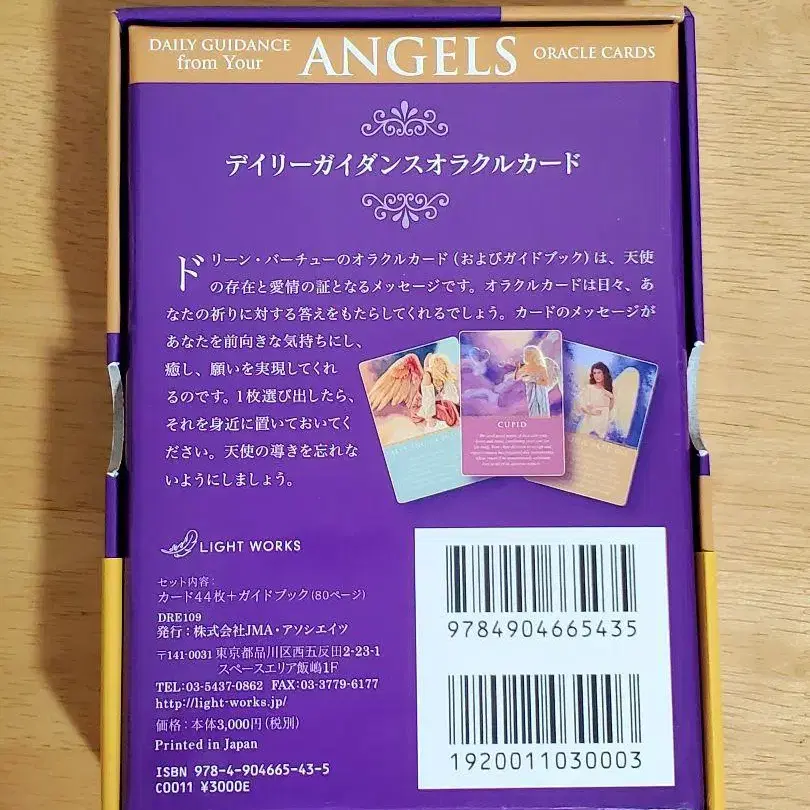 DAILY GUIDANCE
from Your
ANGELS
ORACLE CARDS
デイリーガイダンスオラクルカード
ドリーン・バーチューのオラクルカード（およびガイドブック）は、天使
の存在と愛情の証となるメッセージです。オラクルカードは日々、あ
なたの祈りに対する答えをもたらしてくれるでしょう。カードのメッセージが
あなたを前向きな気持ちにし、
癒し、願いを実現してくれ
るのです。1枚選び出したら、
それを身近に置いておいてく
ださい。天使の導きを忘れな
いようにしましょう。
CUPID
LIGHT WORKS
セット内容：
カード44枚＋ガイドブック（80ページ）
DRE109
発行：株式会社JMA・アソシエイツ
〒141-0031 東京都品川区西五反田2-23-1
スペースエリア飯嶋1F
TEL:03-5437-0862 FAX:03-3779-6177
http://light-works.jp/
価格：本体3,000円（税別）
Printed in Japan
ISBN 978-4-904665-43-5
C0011 ¥3000E
9784904665435
1920011030003